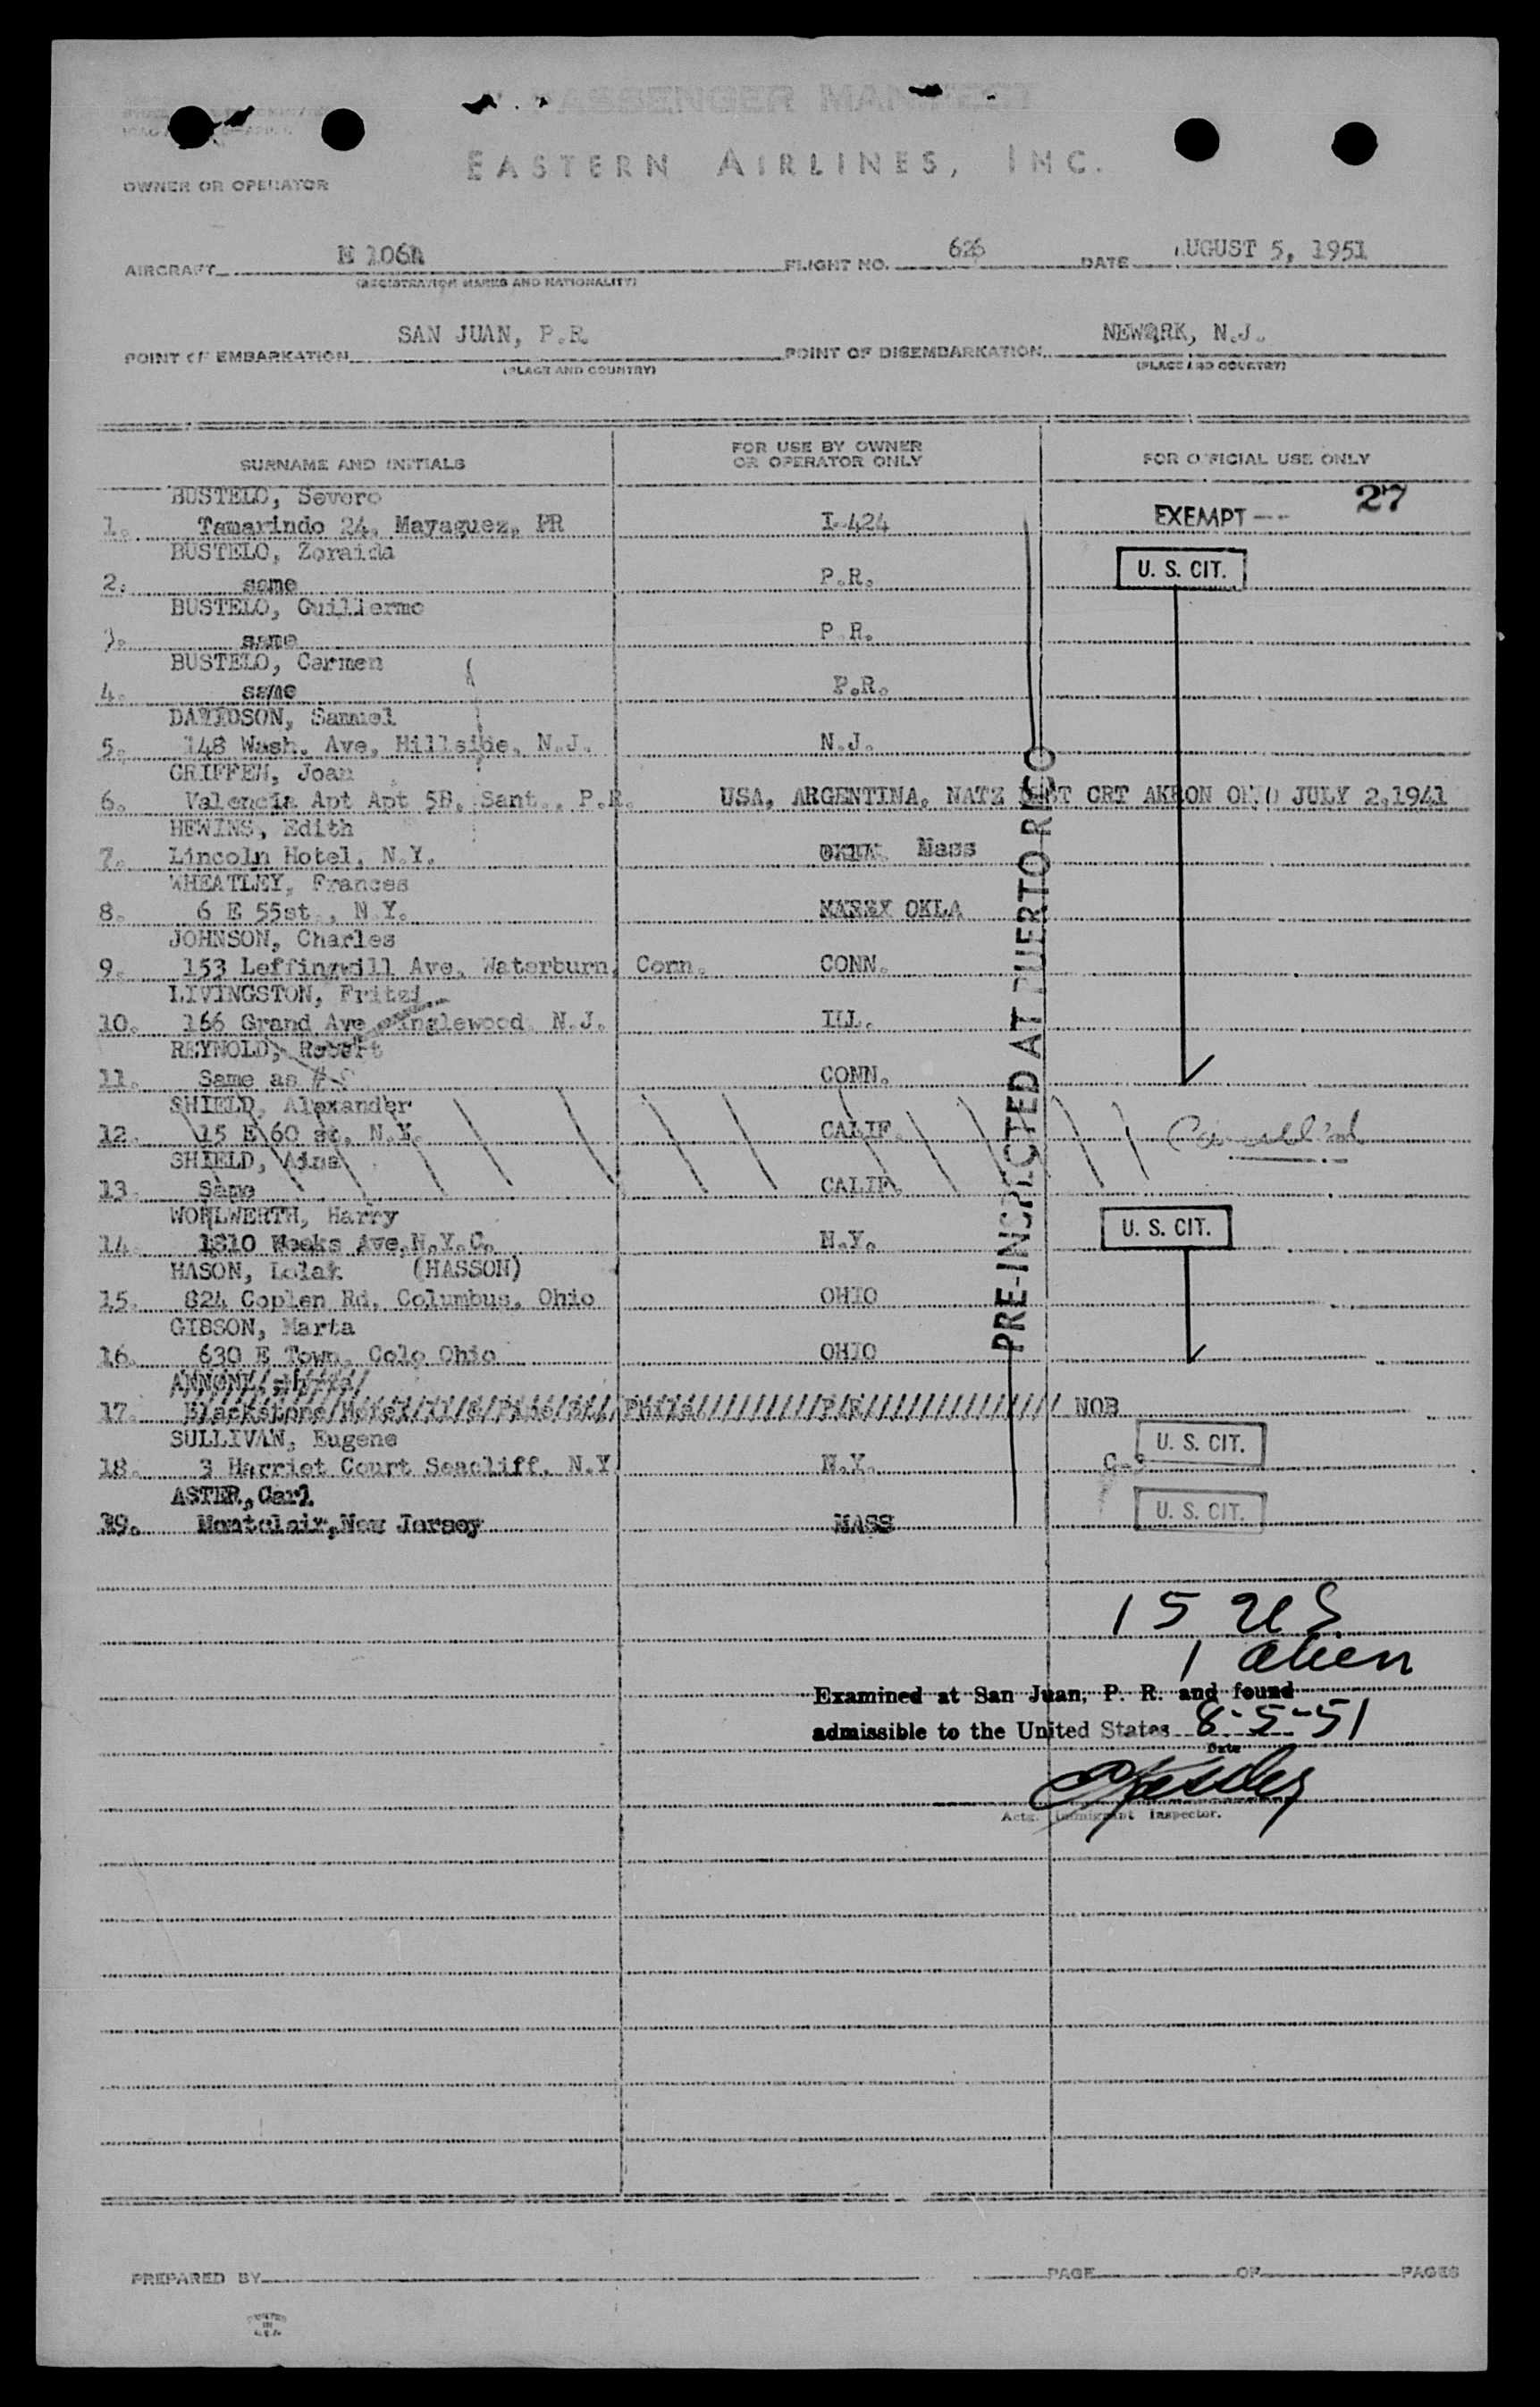 PASSENGER MANIFEST
EASTERN AIRLINES, INC.
OWNER OR OPERATOR
AIRCRAFT FLIGHT NO. 626 DATE AUGUST 5, 1951
(REGISTRATION MARKS AND NATIONALITY)
POINT OF EMBARKATION SAN JUAN, P.R. POINT OF DISEMBARKATION NEWARK, N.J.
(PLACE AND COUNTRY) (PLACE AND COUNTRY)
SURNAME AND INITIALS FOR USE BY OWNER OR OPERATOR ONLY FOR OFFICIAL USE ONLY
BUSTELO, Severo 27
1. Tamarindo 24, Mayaguez, PR I-424 EXEMPT
BUSTELO, Zoraida
2. same P.R. U. S. CIT.
BUSTELO, Guillermo
3. same P.R.
BUSTELO, Carmen
4. same P.R.
DAVIDSON, Samuel
5. 148 Wash. Ave, Hillside, N.J. N.J.
GRIFFEN, Joan
6. Valencia Apt Apt 5B, Sant., P.R. USA, ARGENTINA, NATZ CRT AKRON OHIO JULY 2,1941
HEWINS, Edith
7. Lincoln Hotel, N.Y. OKLA Mass
WHEATLEY, Frances
8. 6 E 55st., N.Y. OKLA
JOHNSON, Charles
9. 153 Leffingwill Ave, Waterburn, Conn. CONN.
LIVINGSTON, Fritzi
10. 166 Grand Ave Inglewood, N.J. ILL.
REYNOLD, Robert
11. Same as # CONN.
SHIELD, Alexander
12. 15 E 60 st, N.Y. CALIF. Cancelled
SHIELD, Aina
13. Same CALIF.
WOHLWERTH, Harry
14. 1810 Weeks Ave,N.Y.C. N.Y. U. S. CIT.
HASON, Lolak (HASSON)
15. 824 Coplen Rd, Columbus, Ohio OHIO
GIBSON, Marta
16. 630 E Town, Colo Ohio OHIO
17. Blackstone/Hotel NOB
SULLIVAN, Eugene
18. 3 Harriet Court Seacliff, N.Y. N.Y. U. S. CIT.
ASTER, Carl
19. Montclair,New Jersey MASS U. S. CIT.
PRE-INSPECTED AT PUERTO RICO
15 US
1 alien
Examined at San Juan, P. R. and found
admissible to the United States 8-5-51
Date
Actg. Immigrant Inspector.
PREPARED BY PAGE OF PAGES
PRINTED
IN
U.S.A.